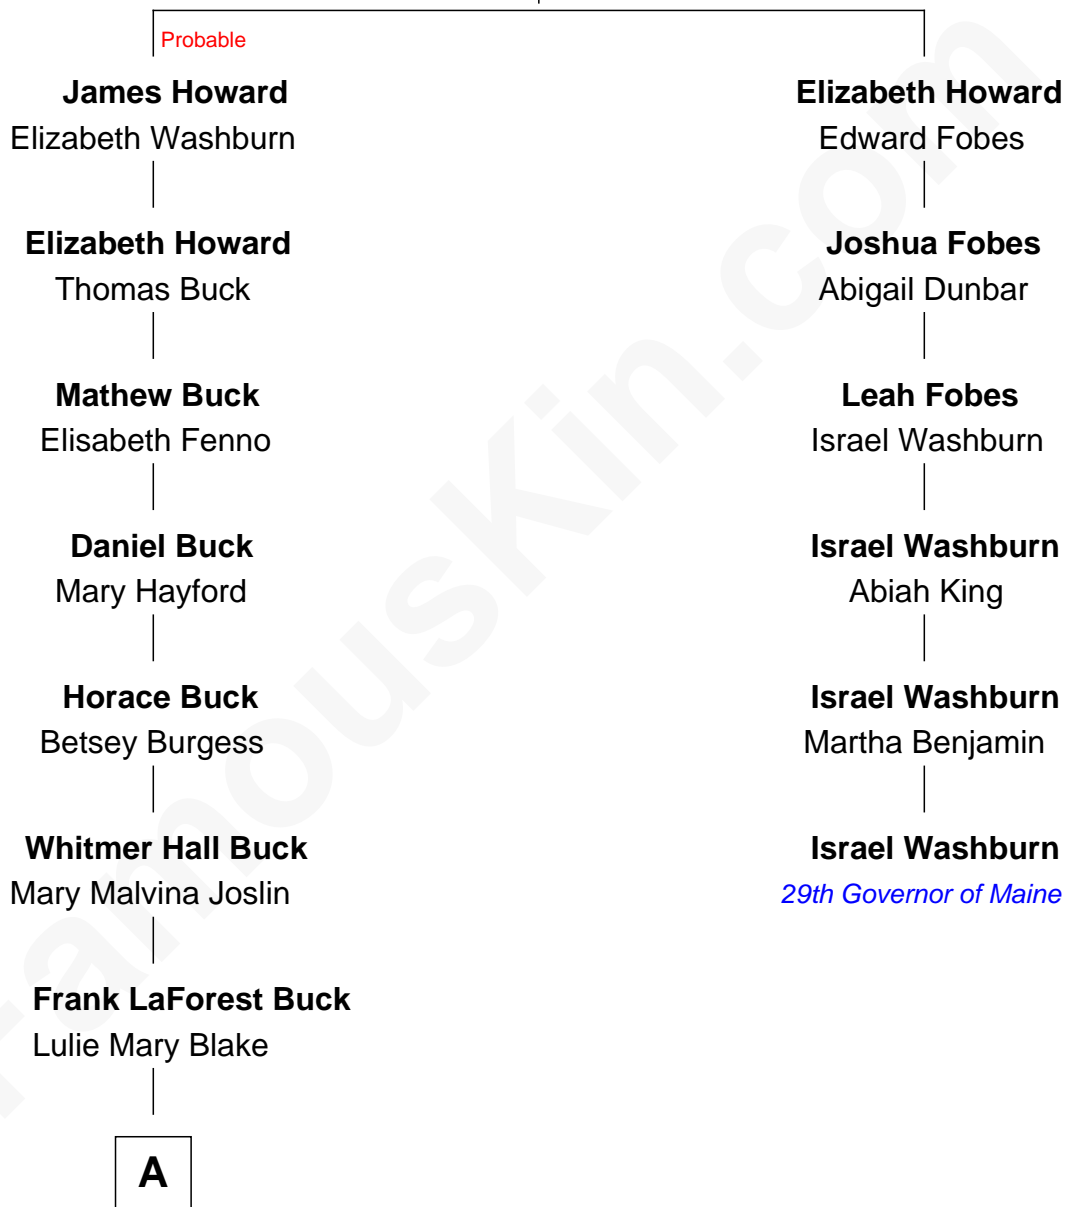 Probable
James Howard
Elizabeth Washburn
Elizabeth Howard
Edward Fobes
Elizabeth Howard
Thomas Buck
Joshua Fobes
Abigail Dunbar
Mathew Buck
Elisabeth Fenno
Leah Fobes
Israel Washburn
Daniel Buck
Mary Hayford
Israel Washburn
Abiah King
Horace Buck
Betsey Burgess
Israel Washburn
Martha Benjamin
Whitmer Hall Buck
Mary Malvina Joslin
Israel Washburn
29th Governor of Maine
Frank LaForest Buck
Lulie Mary Blake
A
FamousKin.com